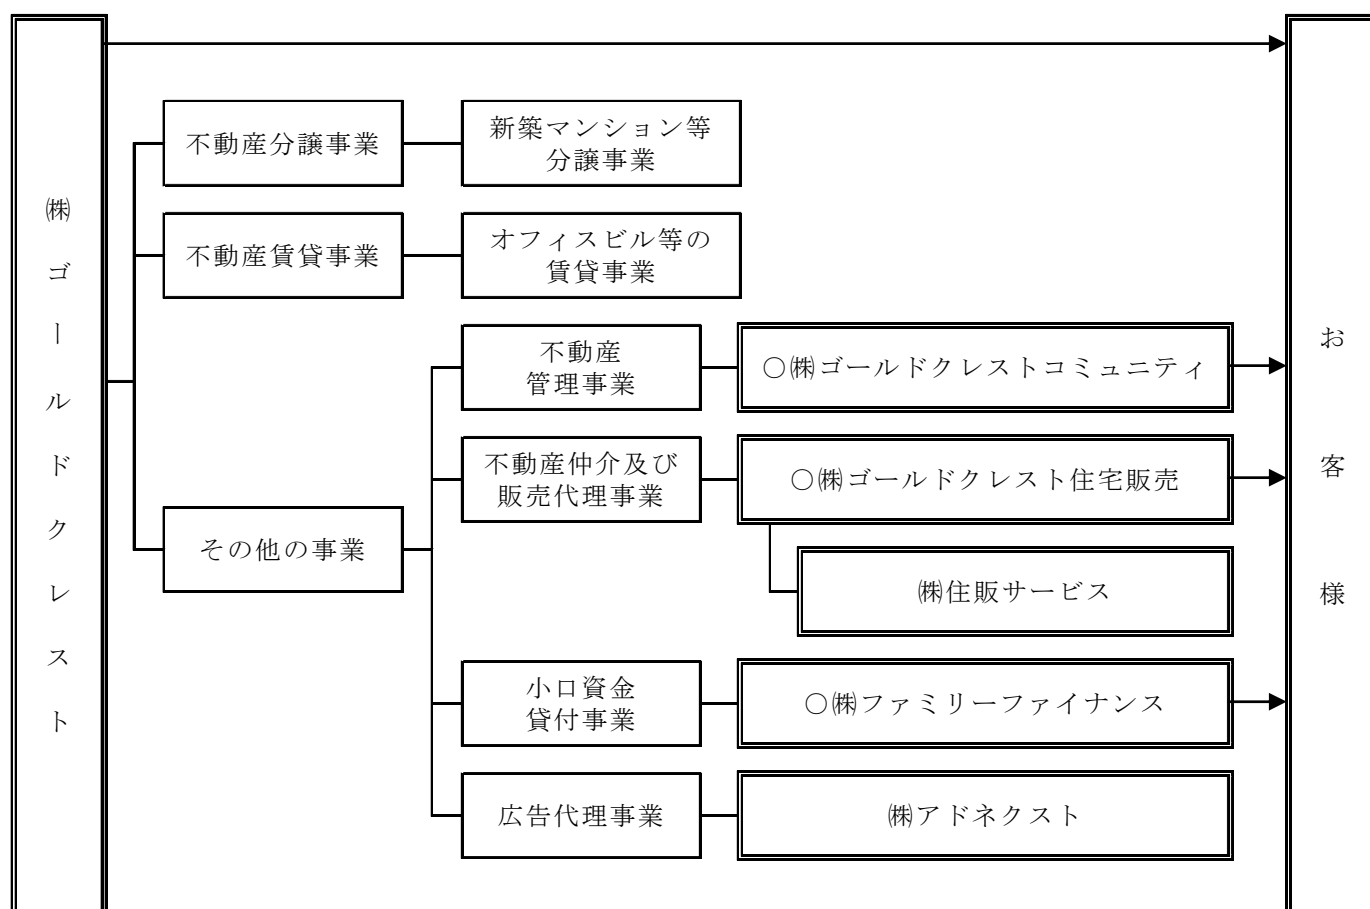 ㈱ゴールドクレスト
不動産分譲事業
新築マンション等
分譲事業
不動産賃貸事業
オフィスビル等の
賃貸事業
その他の事業
不動産
管理事業
○㈱ゴールドクレストコミュニティ
不動産仲介及び
販売代理事業
○㈱ゴールドクレスト住宅販売
㈱住販サービス
小口資金
貸付事業
○㈱ファミリーファイナンス
広告代理事業
㈱アドネクスト
お客様